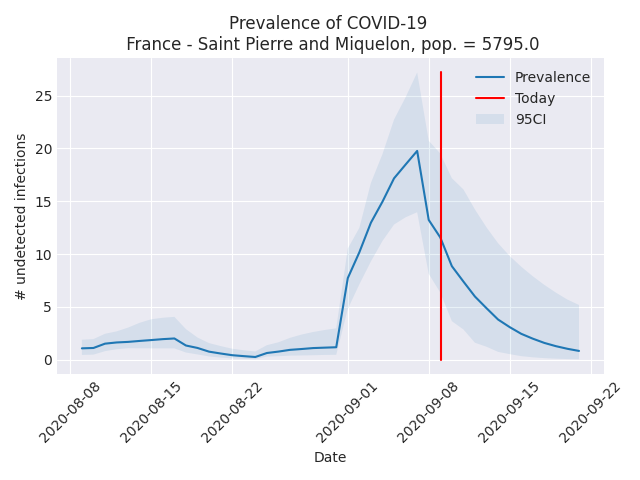 Prevalence of COVID-19
France - Saint Pierre and Miquelon, pop. = 5795.0
Prevalence
Today
95CI
# undetected infections
25
20
15
10
5
0
2020-08-08
2020-08-15
2020-08-22
2020-09-01
2020-09-08
2020-09-15
2020-09-22
Date